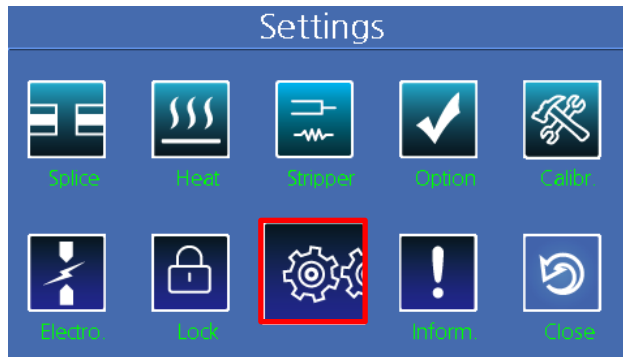 Settings
Splice Heat Stripper Option Calibr.
Electro. Lock Inform. Close